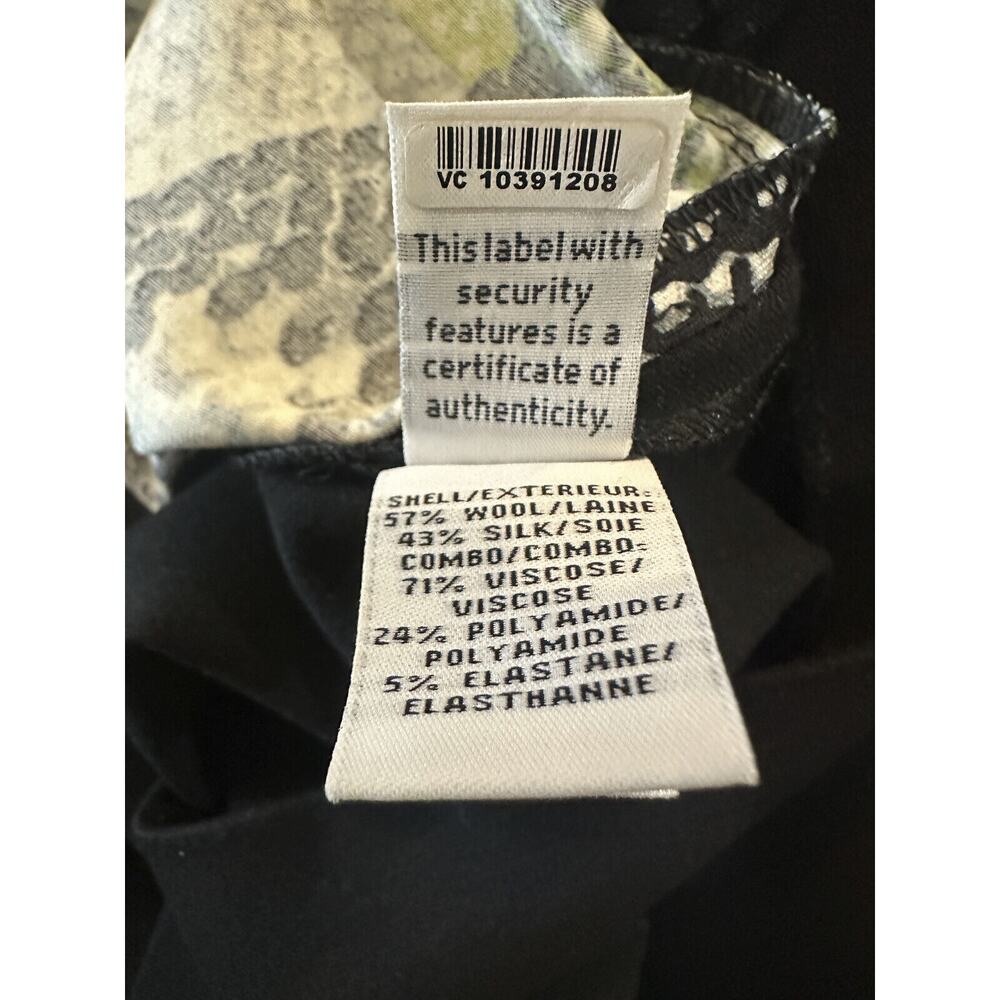 VC 10391208
This label with
security
features is a
certificate of
authenticity.
SHELL/EXTERIEUR:
57% WOOL/LAINE
43% SILK/SOIE
COMBO/COMBO:
71% VISCOSE/
VISCOSE
24% POLYAMIDE/
POLYAMIDE
5% ELASTANE/
ELASTHANNE